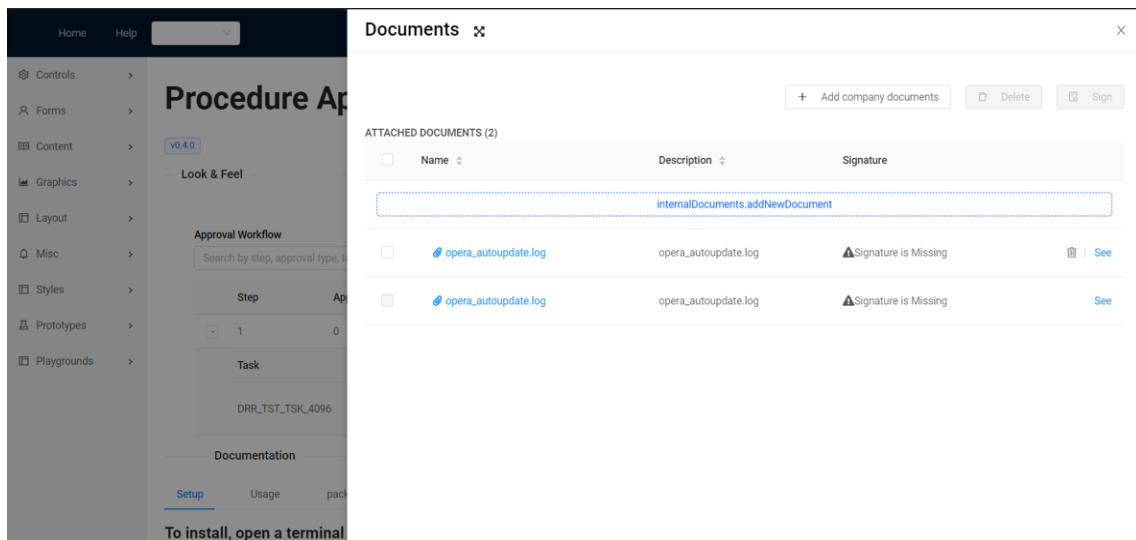 Home Help
Documents
Controls
Forms
Content
Graphics
Layout
Misc
Styles
Prototypes
Playgrounds
Procedure Ap
v0.4.0
Look & Feel
Approval Workflow
Search by step, approval type, ta
Step Ap
- 1 0
Task
DRR_TST_TSK_4096
Documentation
Setup Usage pack
To install, open a terminal
+ Add company documents Delete Sign
ATTACHED DOCUMENTS (2)
Name Description Signature
internalDocuments.addNewDocument
opera_autoupdate.log opera_autoupdate.log Signature is Missing See
opera_autoupdate.log opera_autoupdate.log Signature is Missing See